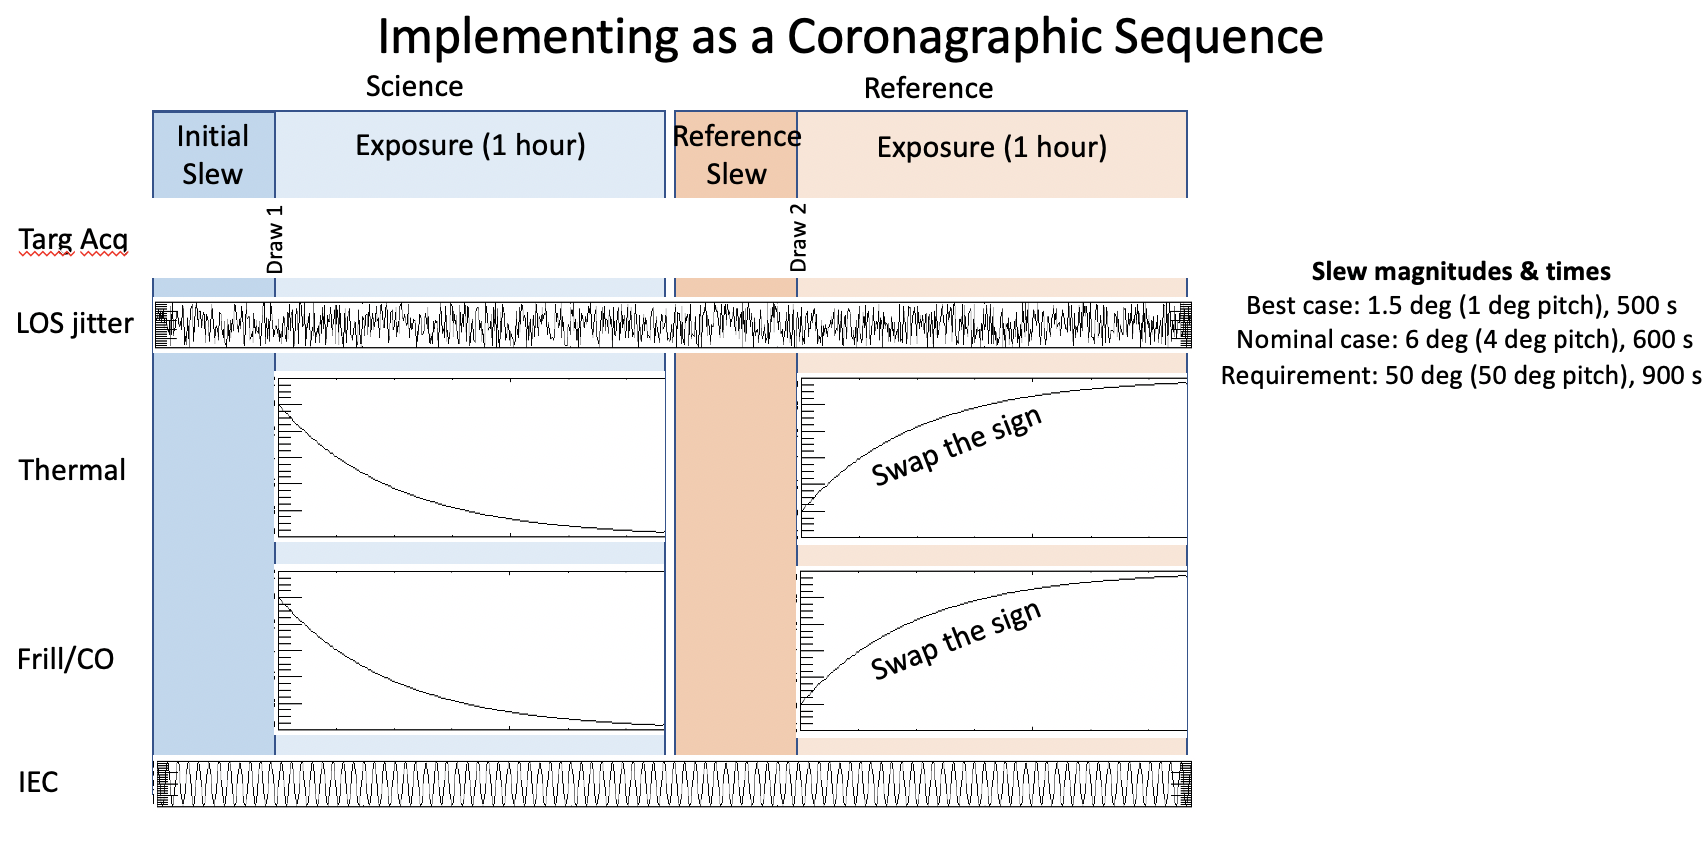 Implementing as a Coronagraphic Sequence
Science
Reference
Initial
Slew
Exposure (1 hour)
Reference
Slew
Exposure (1 hour)
Targ Acq
Draw 1
Draw 2
Slew magnitudes & times
Best case: 1.5 deg (1 deg pitch), 500 s
Nominal case: 6 deg (4 deg pitch), 600 s
Requirement: 50 deg (50 deg pitch), 900 s
LOS jitter
Thermal
Swap the sign
Frill/CO
Swap the sign
IEC